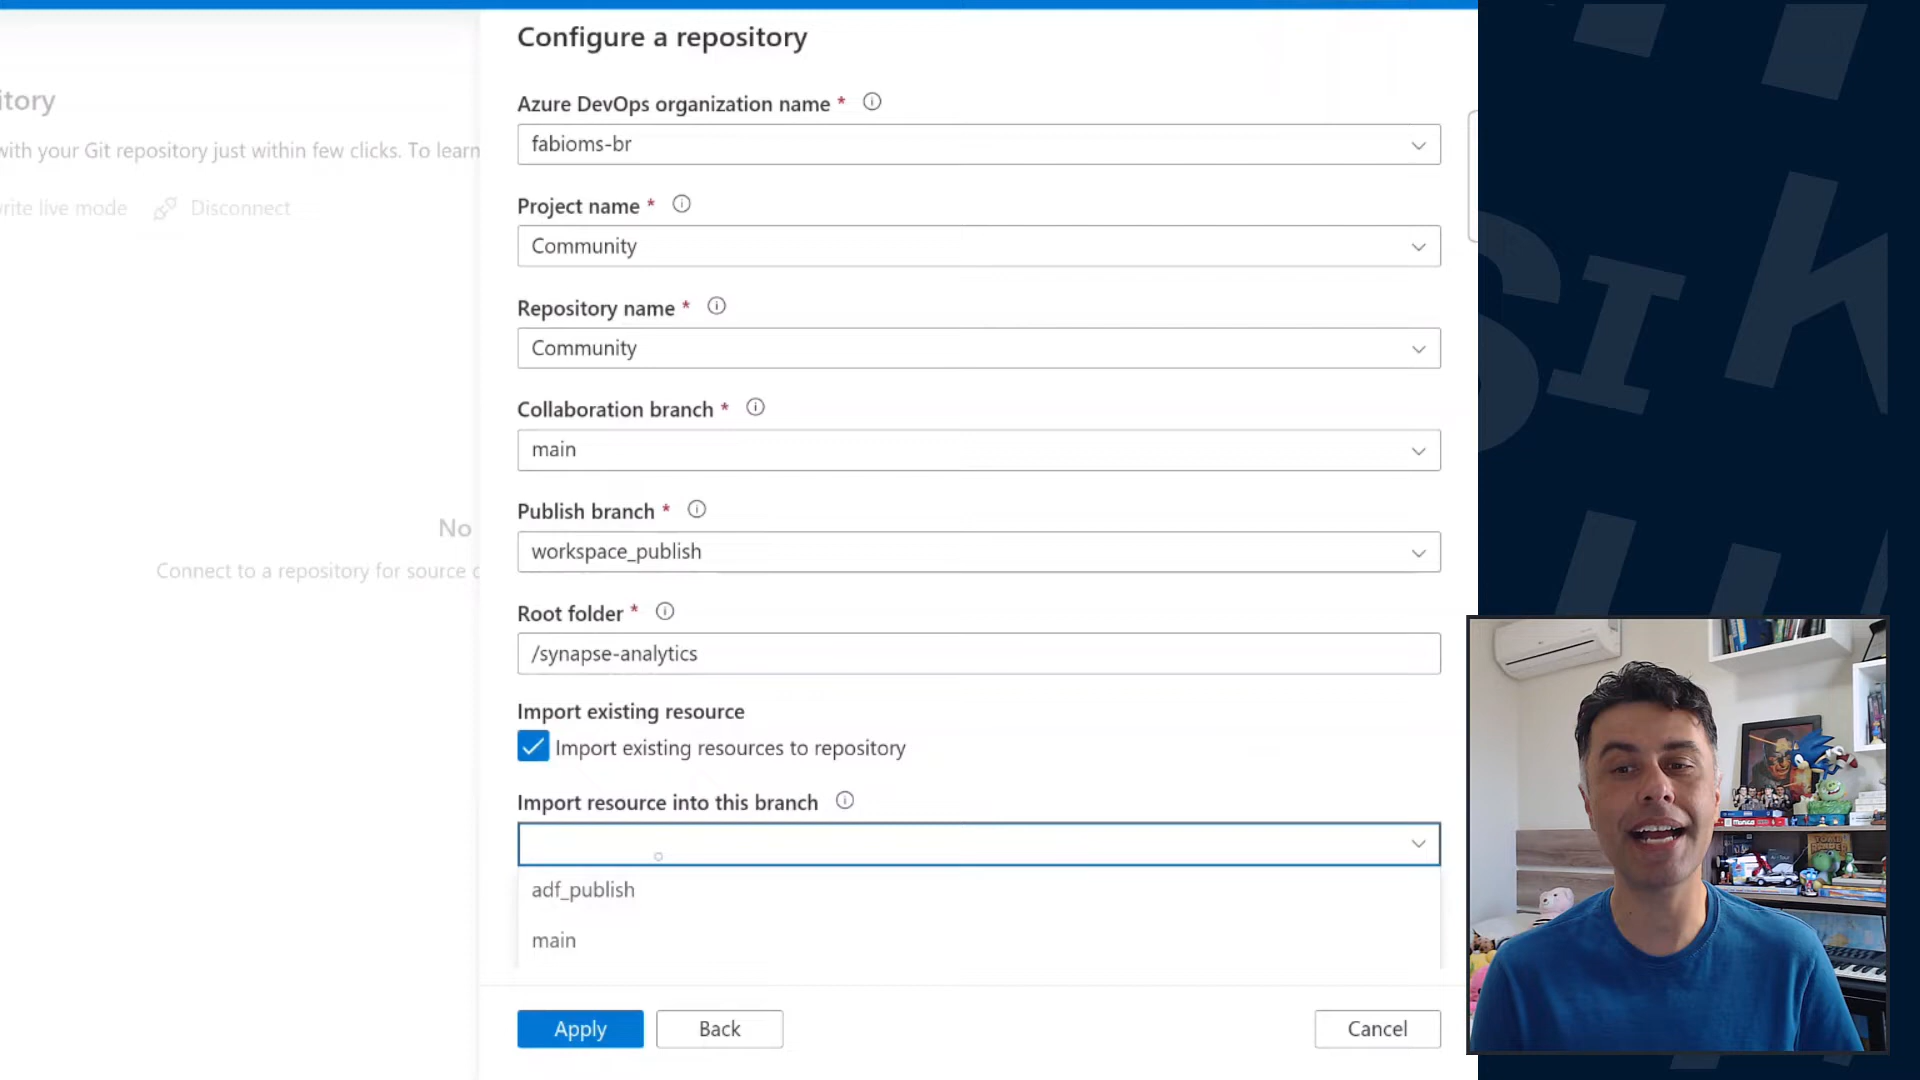 Configure a repository
itory
Azure DevOps organization name *
fabioms-br
with your Git repository just within few clicks. To learn
Project name *
write live mode
Disconnect
Community
Repository name *
Community
Collaboration branch *
main
Publish branch *
No
workspace_publish
Connect to a repository for source c
Root folder *
/synapse-analytics
Import existing resource
Import existing resources to repository
Import resource into this branch
adf_publish
main
Apply
Back
Cancel